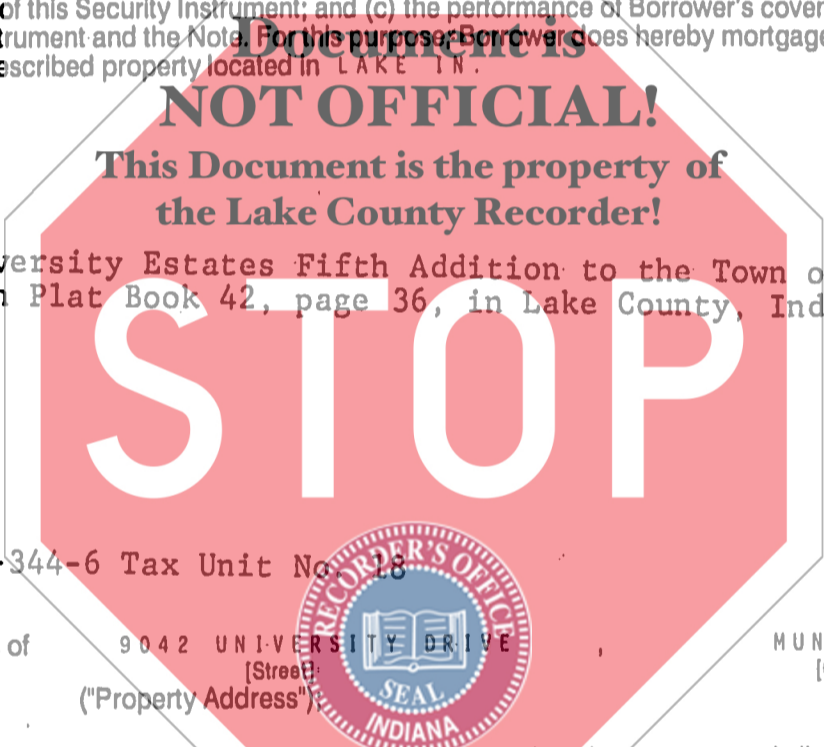 of this Security Instrument; and (c) the performance of Borrower's cover
trument and the Note. For this purpose, Borrower does hereby mortgage
escribed property located in LAKE IN.
Document is
NOT OFFICIAL!
This Document is the property of
the Lake County Recorder!
versity Estates Fifth Addition to the Town o
n Plat Book 42, page 36, in Lake County, Ind
STOP
-344-6 Tax Unit No. 18
RECORDER'S OFFICE
of 9042 UNIVERSITY DRIVE , MUN
[Street]
SEAL
("Property Address");
INDIANA